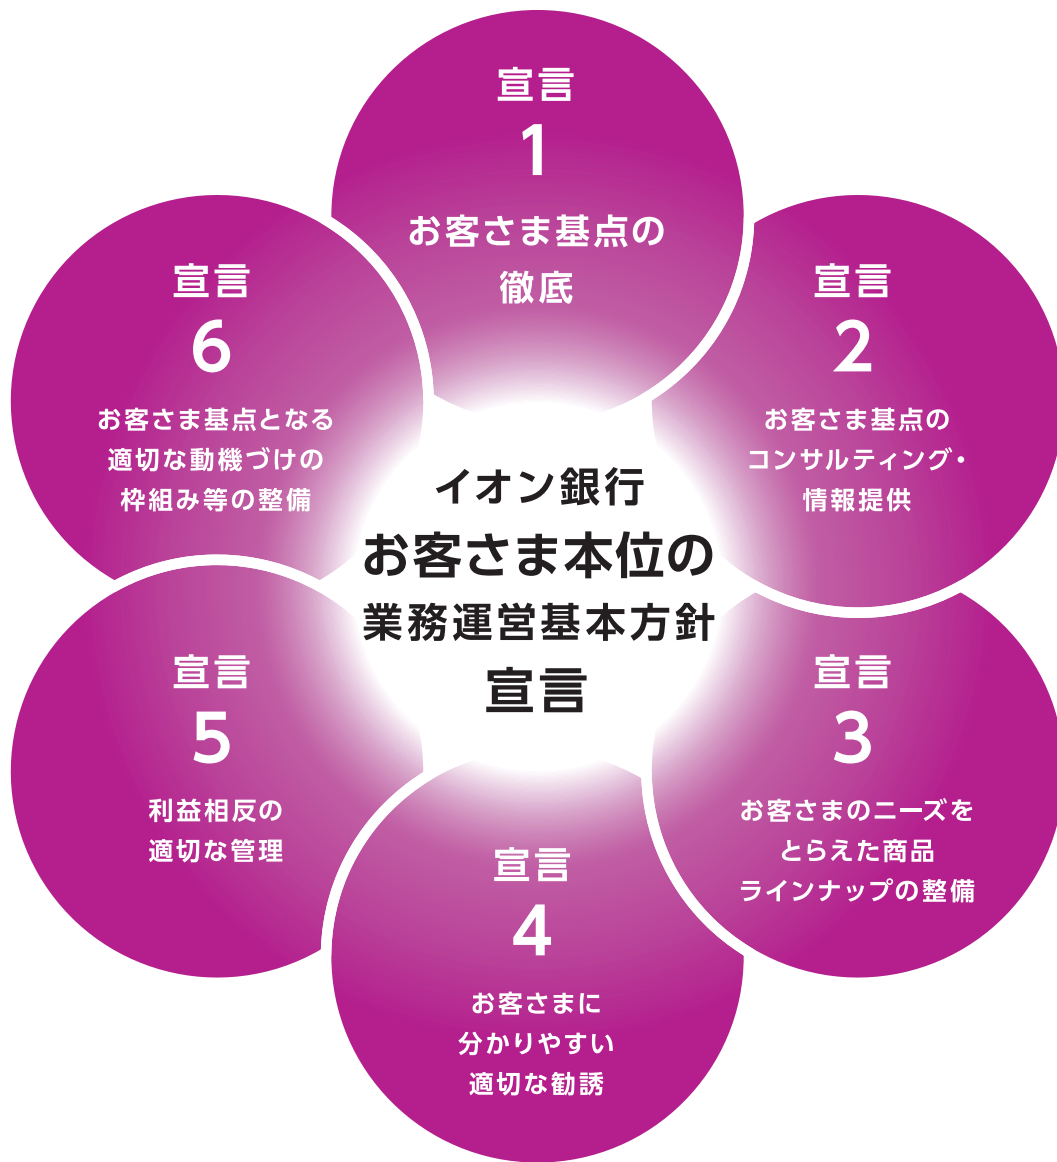 宣言
1
お客さま基点の
徹底
宣言
2
お客さま基点の
コンサルティング・
情報提供
宣言
3
お客さまのニーズを
とらえた商品
ラインナップの整備
宣言
4
お客さまに
分かりやすい
適切な勧誘
宣言
5
利益相反の
適切な管理
宣言
6
お客さま基点となる
適切な動機づけの
枠組み等の整備
イオン銀行
お客さま本位の
業務運営基本方針
宣言